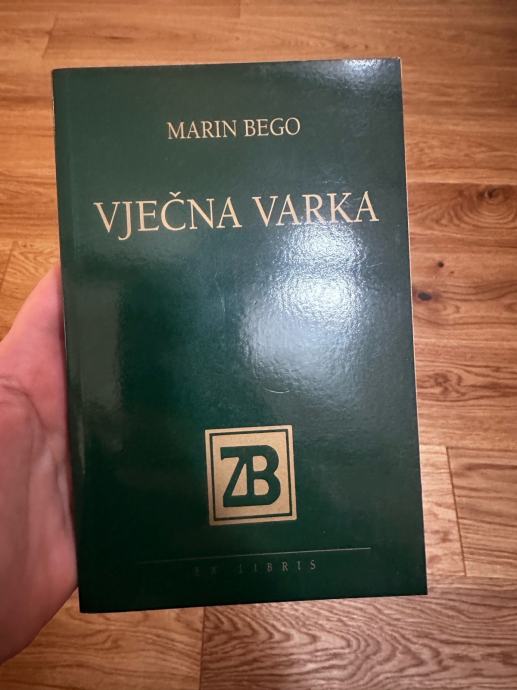 MARIN BEGO
VJEČNA VARKA
ZB
EX LIBRIS